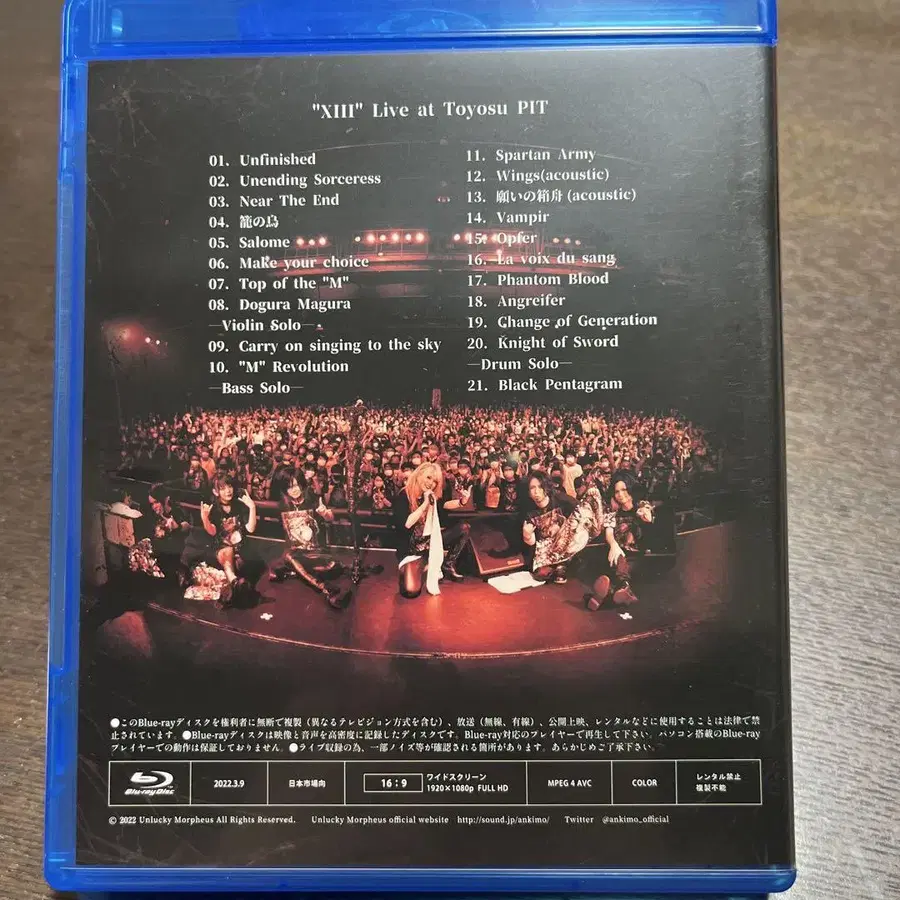 "XIII" Live at Toyosu PIT
01. Unfinished
02. Unending Sorceress
03. Near The End
04. 籠の鳥
05. Salome
06. Make your choice
07. Top of the "M"
08. Dogura Magura
—Violin Solo—
09. Carry on singing to the sky
10. "M" Revolution
—Bass Solo—
11. Spartan Army
12. Wings(acoustic)
13. 願いの箱舟(acoustic)
14. Vampir
15. Opfer
16. La voix du sang
17. Phantom Blood
18. Angreifer
19. Change of Generation
20. Knight of Sword
—Drum Solo—
21. Black Pentagram
●このBlue-rayディスクを権利者に無断で複製（異なるテレビジョン方式を含む）、放送（無線、有線）、公開上映、レンタルなどに使用することは法律で禁
止されています。●Blue-rayディスクは映像と音声を高密度に記録したディスクです。Blue-ray対応のプレイヤーで再生して下さい。パソコン搭載のBlue-ray
プレイヤーでの動作は保証しておりません。●ライブ収録の為、一部ノイズ等が確認される箇所があります。あらかじめご了承下さい。
Blu-ray Disc
2022.3.9
日本市場向
16：9
ワイドスクリーン
1920×1080p FULL HD
MPEG 4 AVC
COLOR
レンタル禁止
複製不能
© 2022 Unlucky Morpheus All Rights Reserved. Unlucky Morpheus official website http://sound.jp/ankimo/ Twitter @ankimo_official